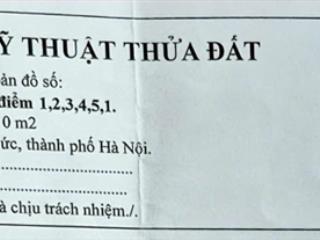 Ỹ THUẬT THỬA ĐẤT
ản đồ số:
điểm 1,2,3,4,5,1.
0 m2
ức, thành phố Hà Nội.
................................
................................
à chịu trách nhiệm./.